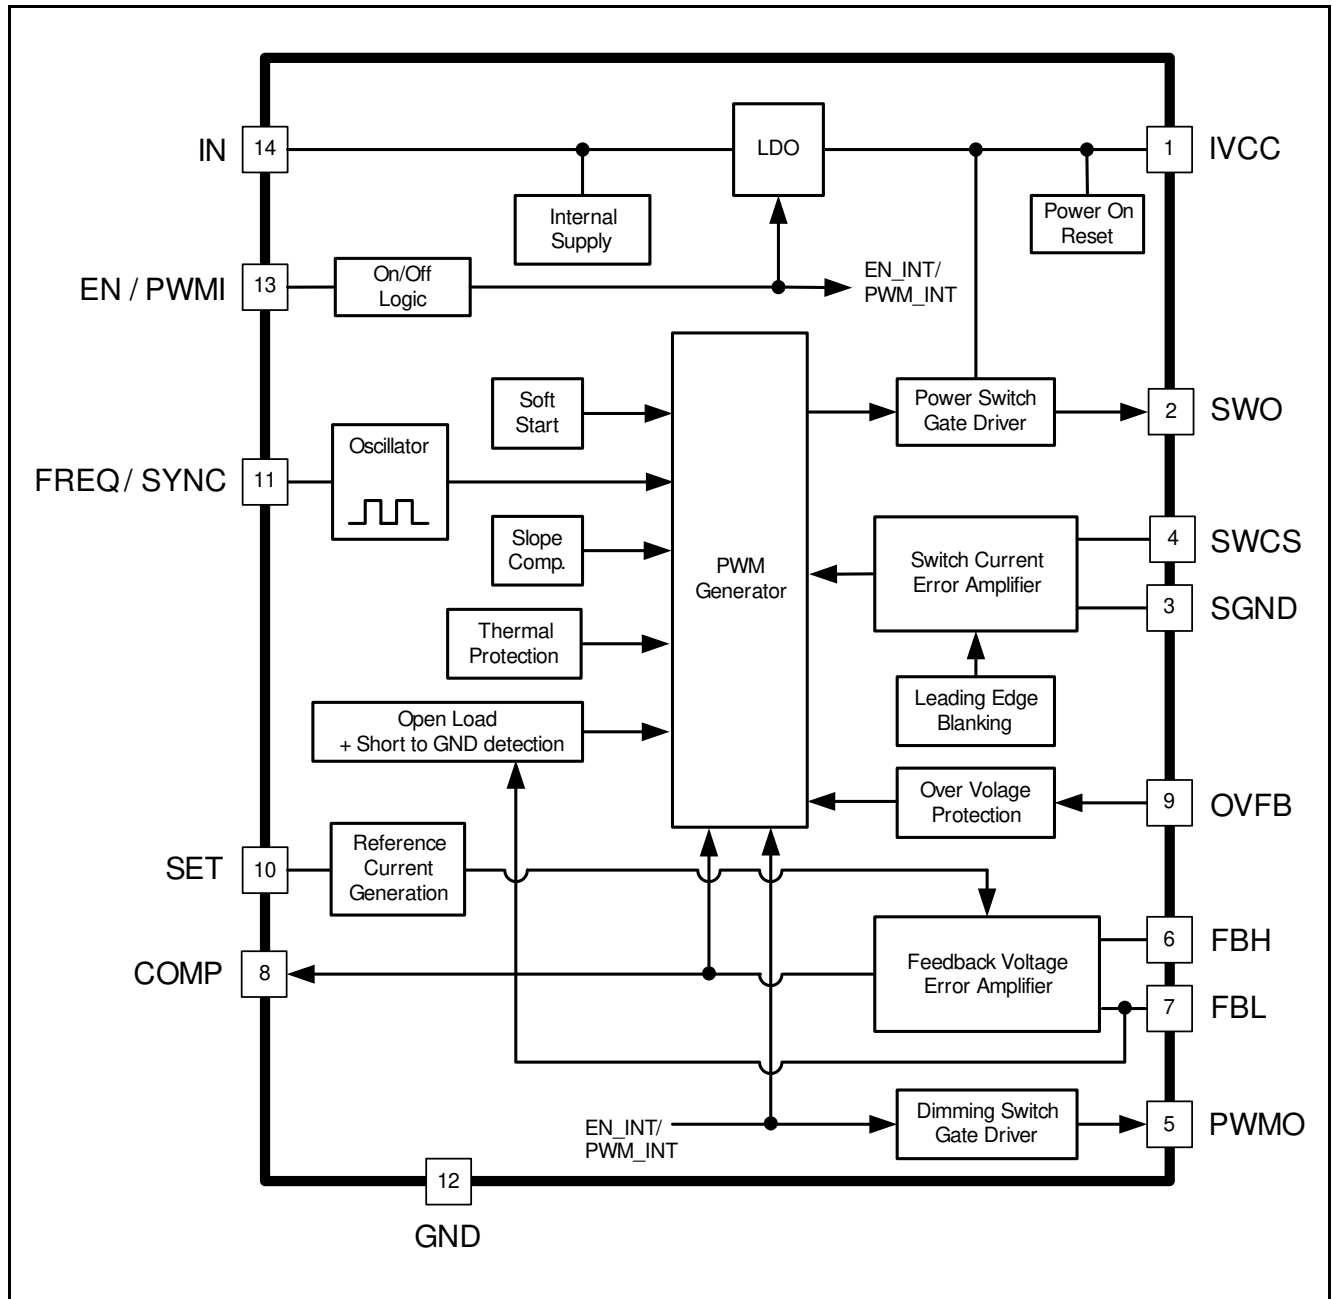 IN
14
LDO
1
IVCC
Internal
Supply
Power On
Reset
EN / PWMI
13
On/Off
Logic
EN_INT/
PWM_INT
Soft
Start
Power Switch
Gate Driver
2
SWO
FREQ/ SYNC
11
Oscillator
Slope
Comp.
PWM
Generator
Switch Current
Error Amplifier
4
SWCS
3
SGND
Thermal
Protection
Leading Edge
Blanking
Open Load
+ Short to GND detection
Over Volage
Protection
9
OVFB
SET
10
Reference
Current
Generation
COMP
8
Feedback Voltage
Error Amplifier
6
FBH
7
FBL
EN_INT/
PWM_INT
Dimming Switch
Gate Driver
5
PWMO
12
GND